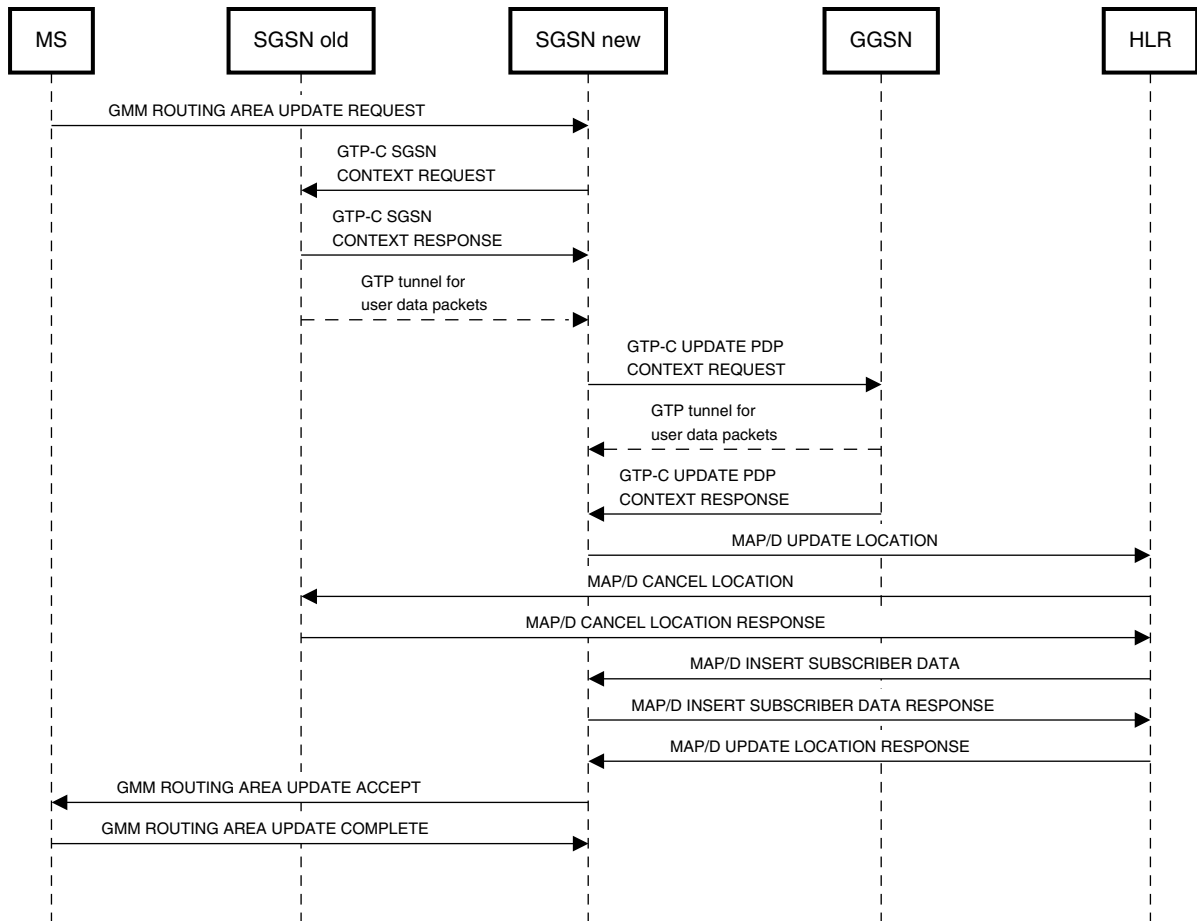 MS
SGSN old
SGSN new
GGSN
HLR
GMM ROUTING AREA UPDATE REQUEST
GTP-C SGSN
CONTEXT REQUEST
GTP-C SGSN
CONTEXT RESPONSE
GTP tunnel for
user data packets
GTP-C UPDATE PDP
CONTEXT REQUEST
GTP tunnel for
user data packets
GTP-C UPDATE PDP
CONTEXT RESPONSE
MAP/D UPDATE LOCATION
MAP/D CANCEL LOCATION
MAP/D CANCEL LOCATION RESPONSE
MAP/D INSERT SUBSCRIBER DATA
MAP/D INSERT SUBSCRIBER DATA RESPONSE
MAP/D UPDATE LOCATION RESPONSE
GMM ROUTING AREA UPDATE ACCEPT
GMM ROUTING AREA UPDATE COMPLETE